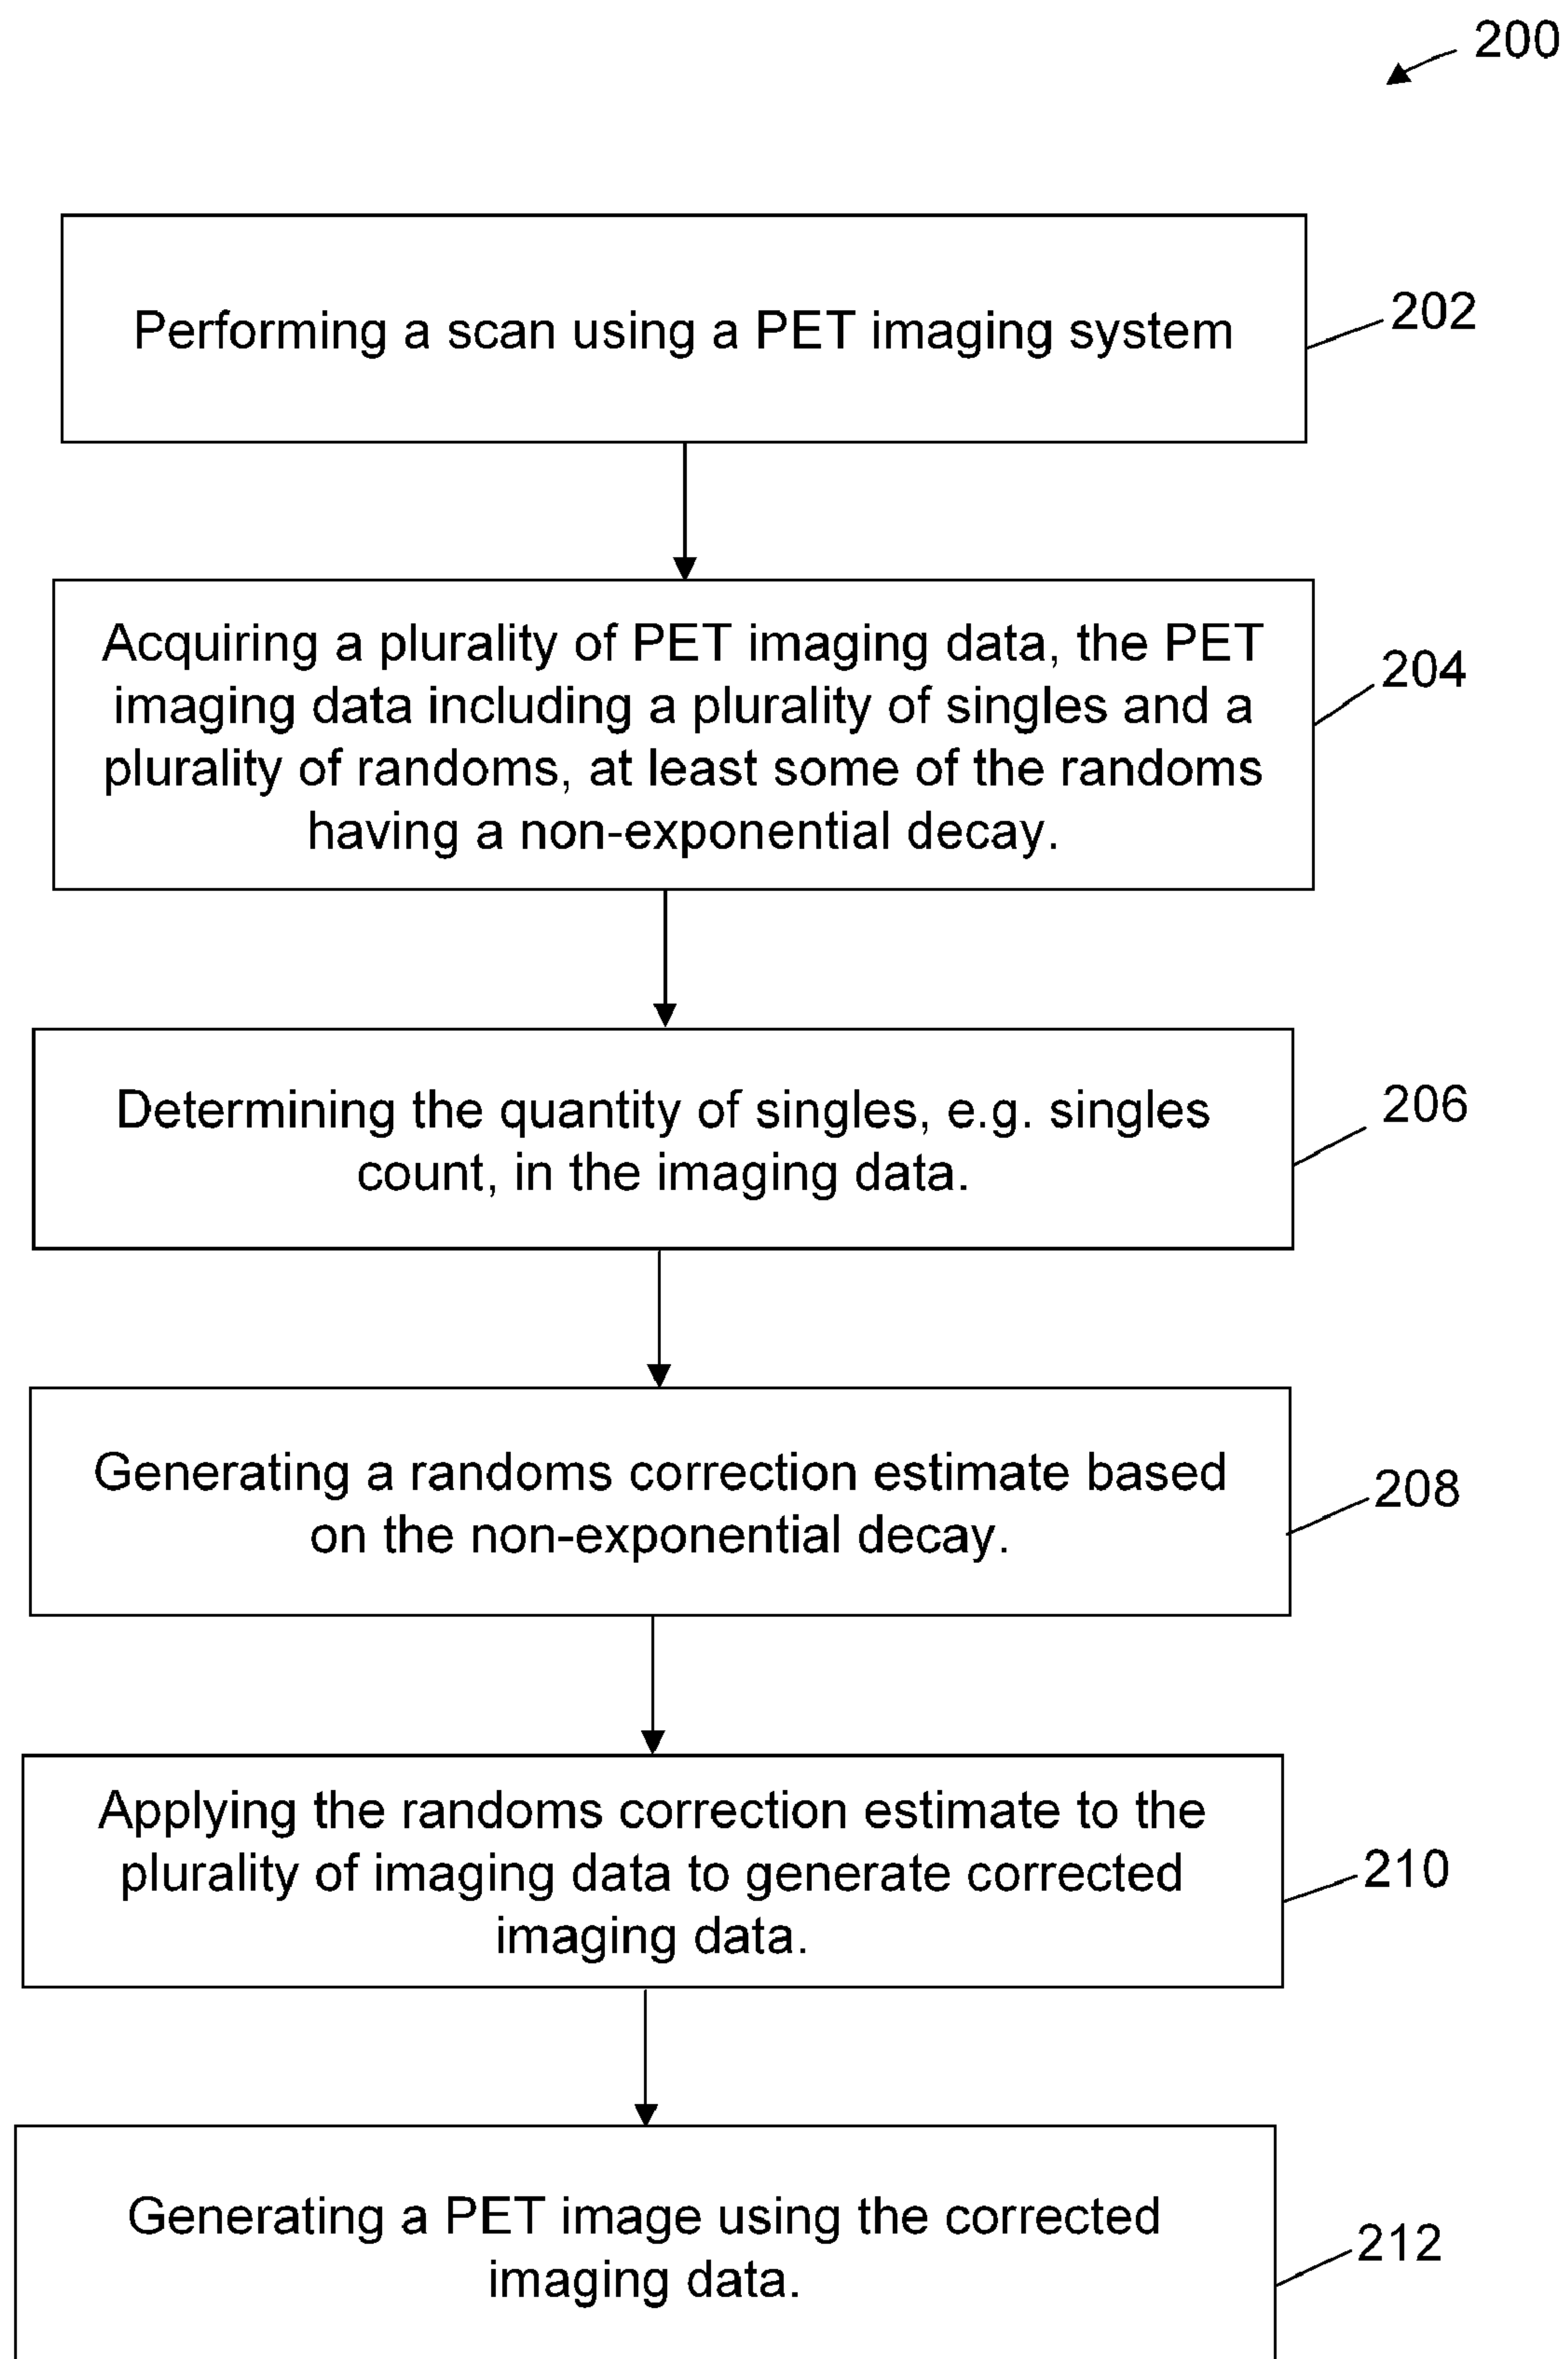 200
Performing a scan using a PET imaging system
202
Acquiring a plurality of PET imaging data, the PET
imaging data including a plurality of singles and a
plurality of randoms, at least some of the randoms
having a non-exponential decay.
204
Determining the quantity of singles, e.g. singles
count, in the imaging data.
206
Generating a randoms correction estimate based
on the non-exponential decay.
208
Applying the randoms correction estimate to the
plurality of imaging data to generate corrected
imaging data.
210
Generating a PET image using the corrected
imaging data.
212